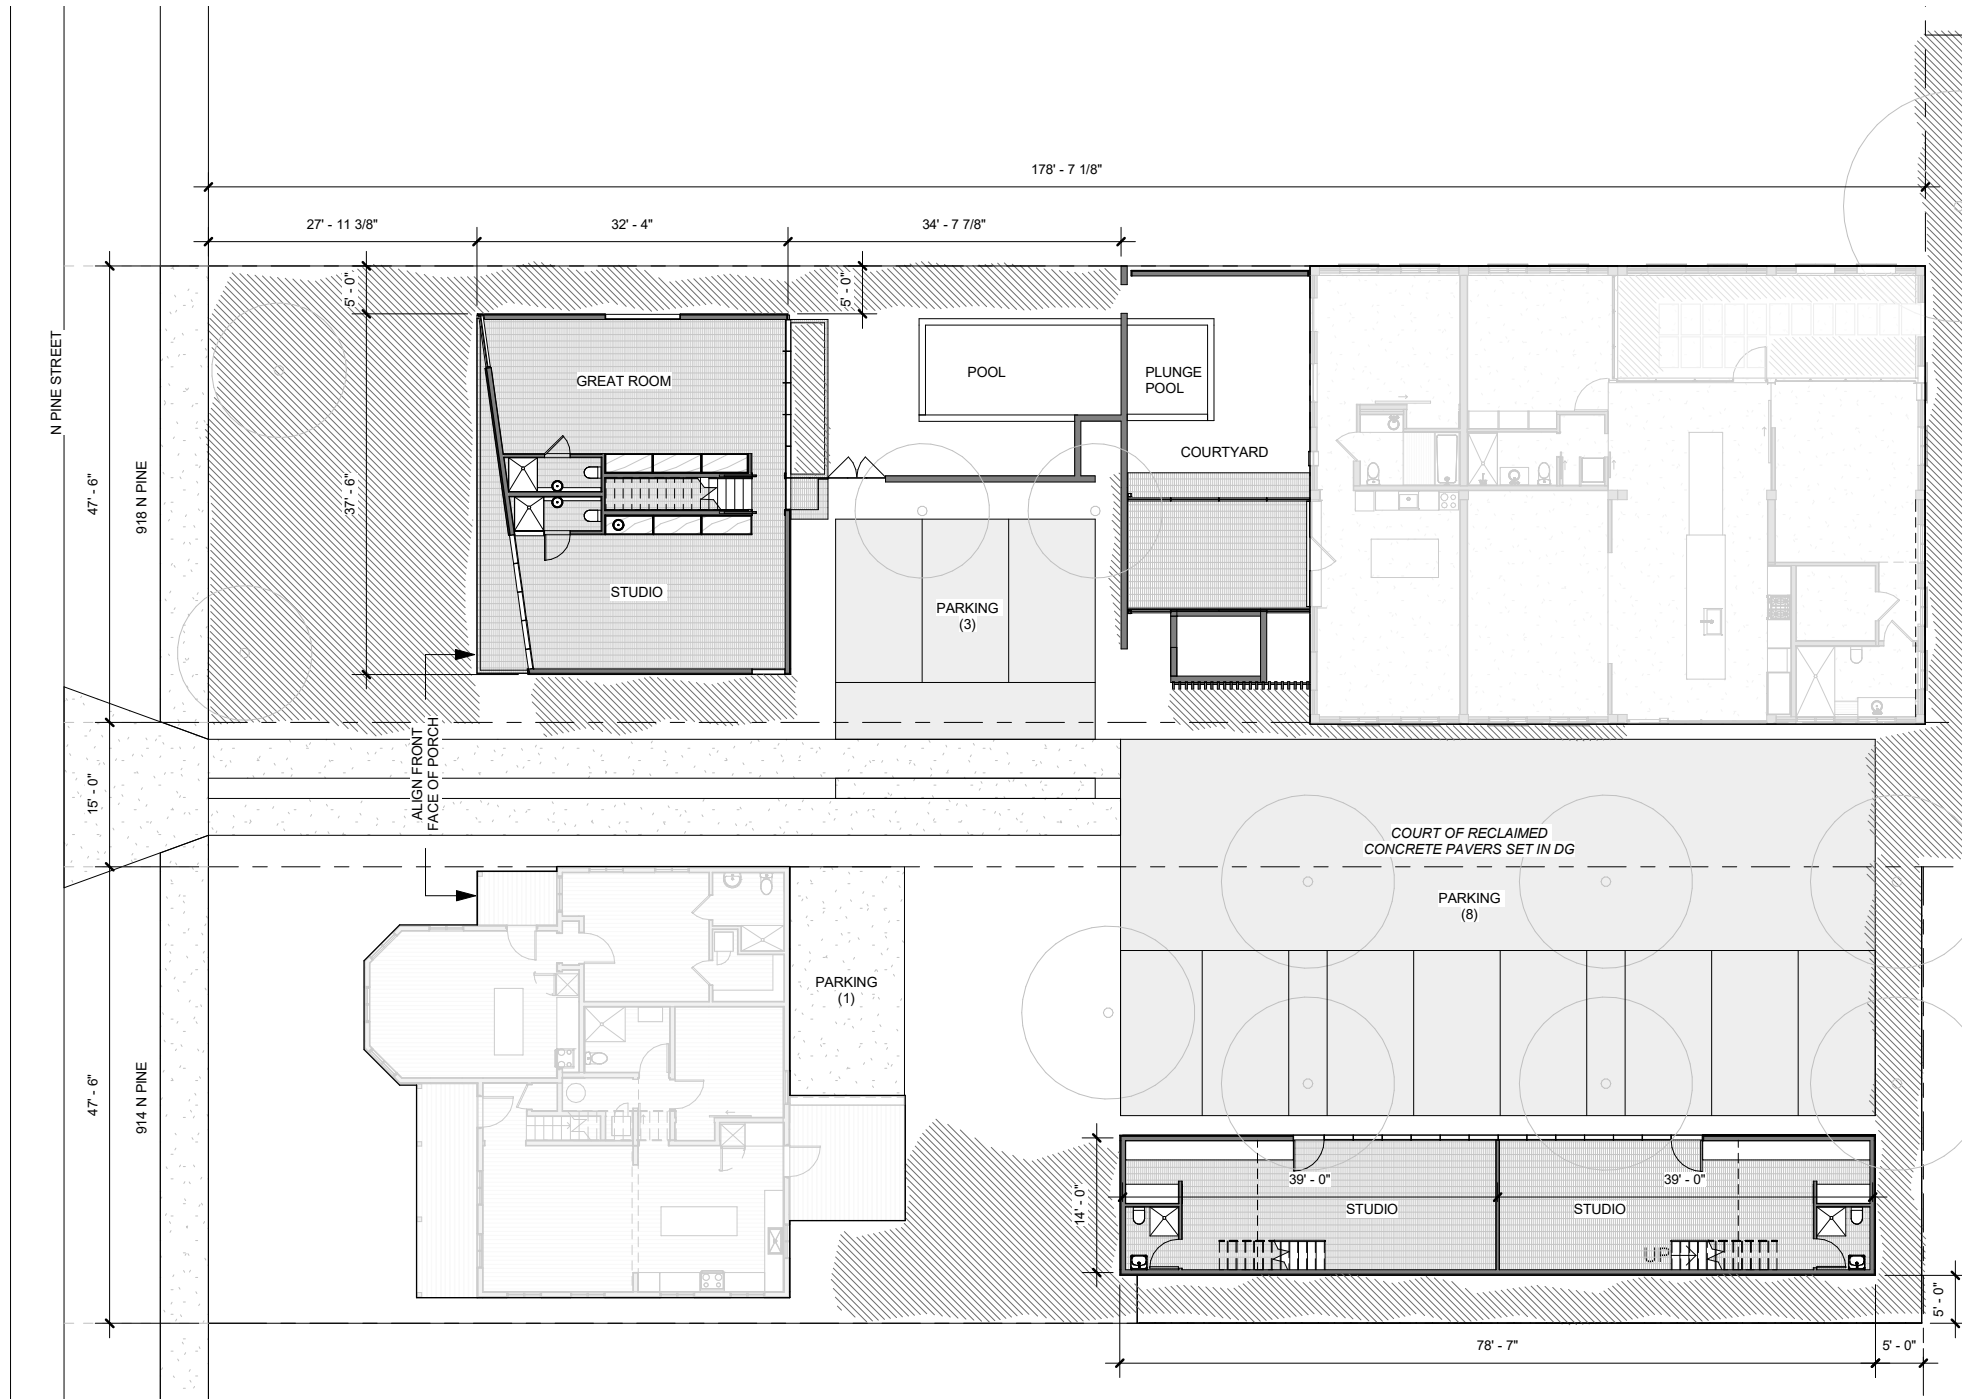 178' - 7 1/8"
27' - 11 3/8"
32' - 4"
34' - 7 7/8"
5' - 0"
5' - 0"
N PINE STREET
47' - 6"
918 N PINE
37' - 6"
GREAT ROOM
STUDIO
POOL
PLUNGE
POOL
COURTYARD
PARKING
(3)
ALIGN FRONT
FACE OF PORCH
15' - 0"
COURT OF RECLAIMED
CONCRETE PAVERS SET IN DG
PARKING
(8)
PARKING
(1)
47' - 6"
914 N PINE
14' - 0"
39' - 0"
39' - 0"
STUDIO
STUDIO
UP
5' - 0"
78' - 7"
5' - 0"